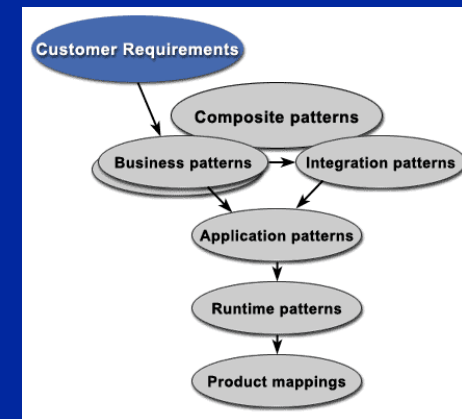 Customer Requirements
Composite patterns
Business patterns
Integration patterns
Application patterns
Runtime patterns
Product mappings